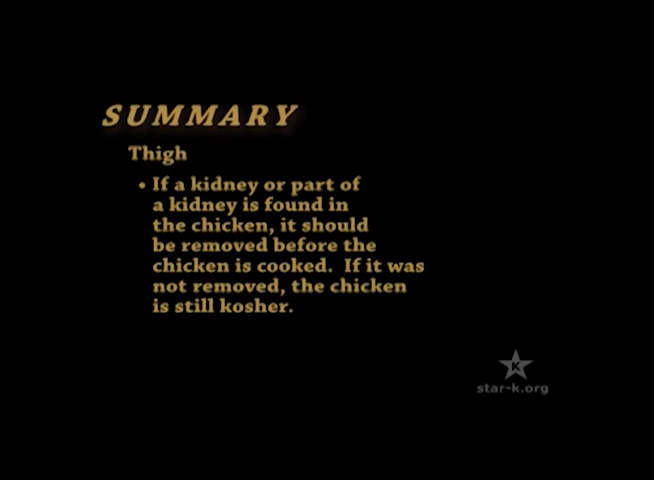 SUMMARY
Thigh
• If a kidney or part of
a kidney is found in
the chicken, it should
be removed before the
chicken is cooked. If it was
not removed, the chicken
is still kosher.
K
star-k.org